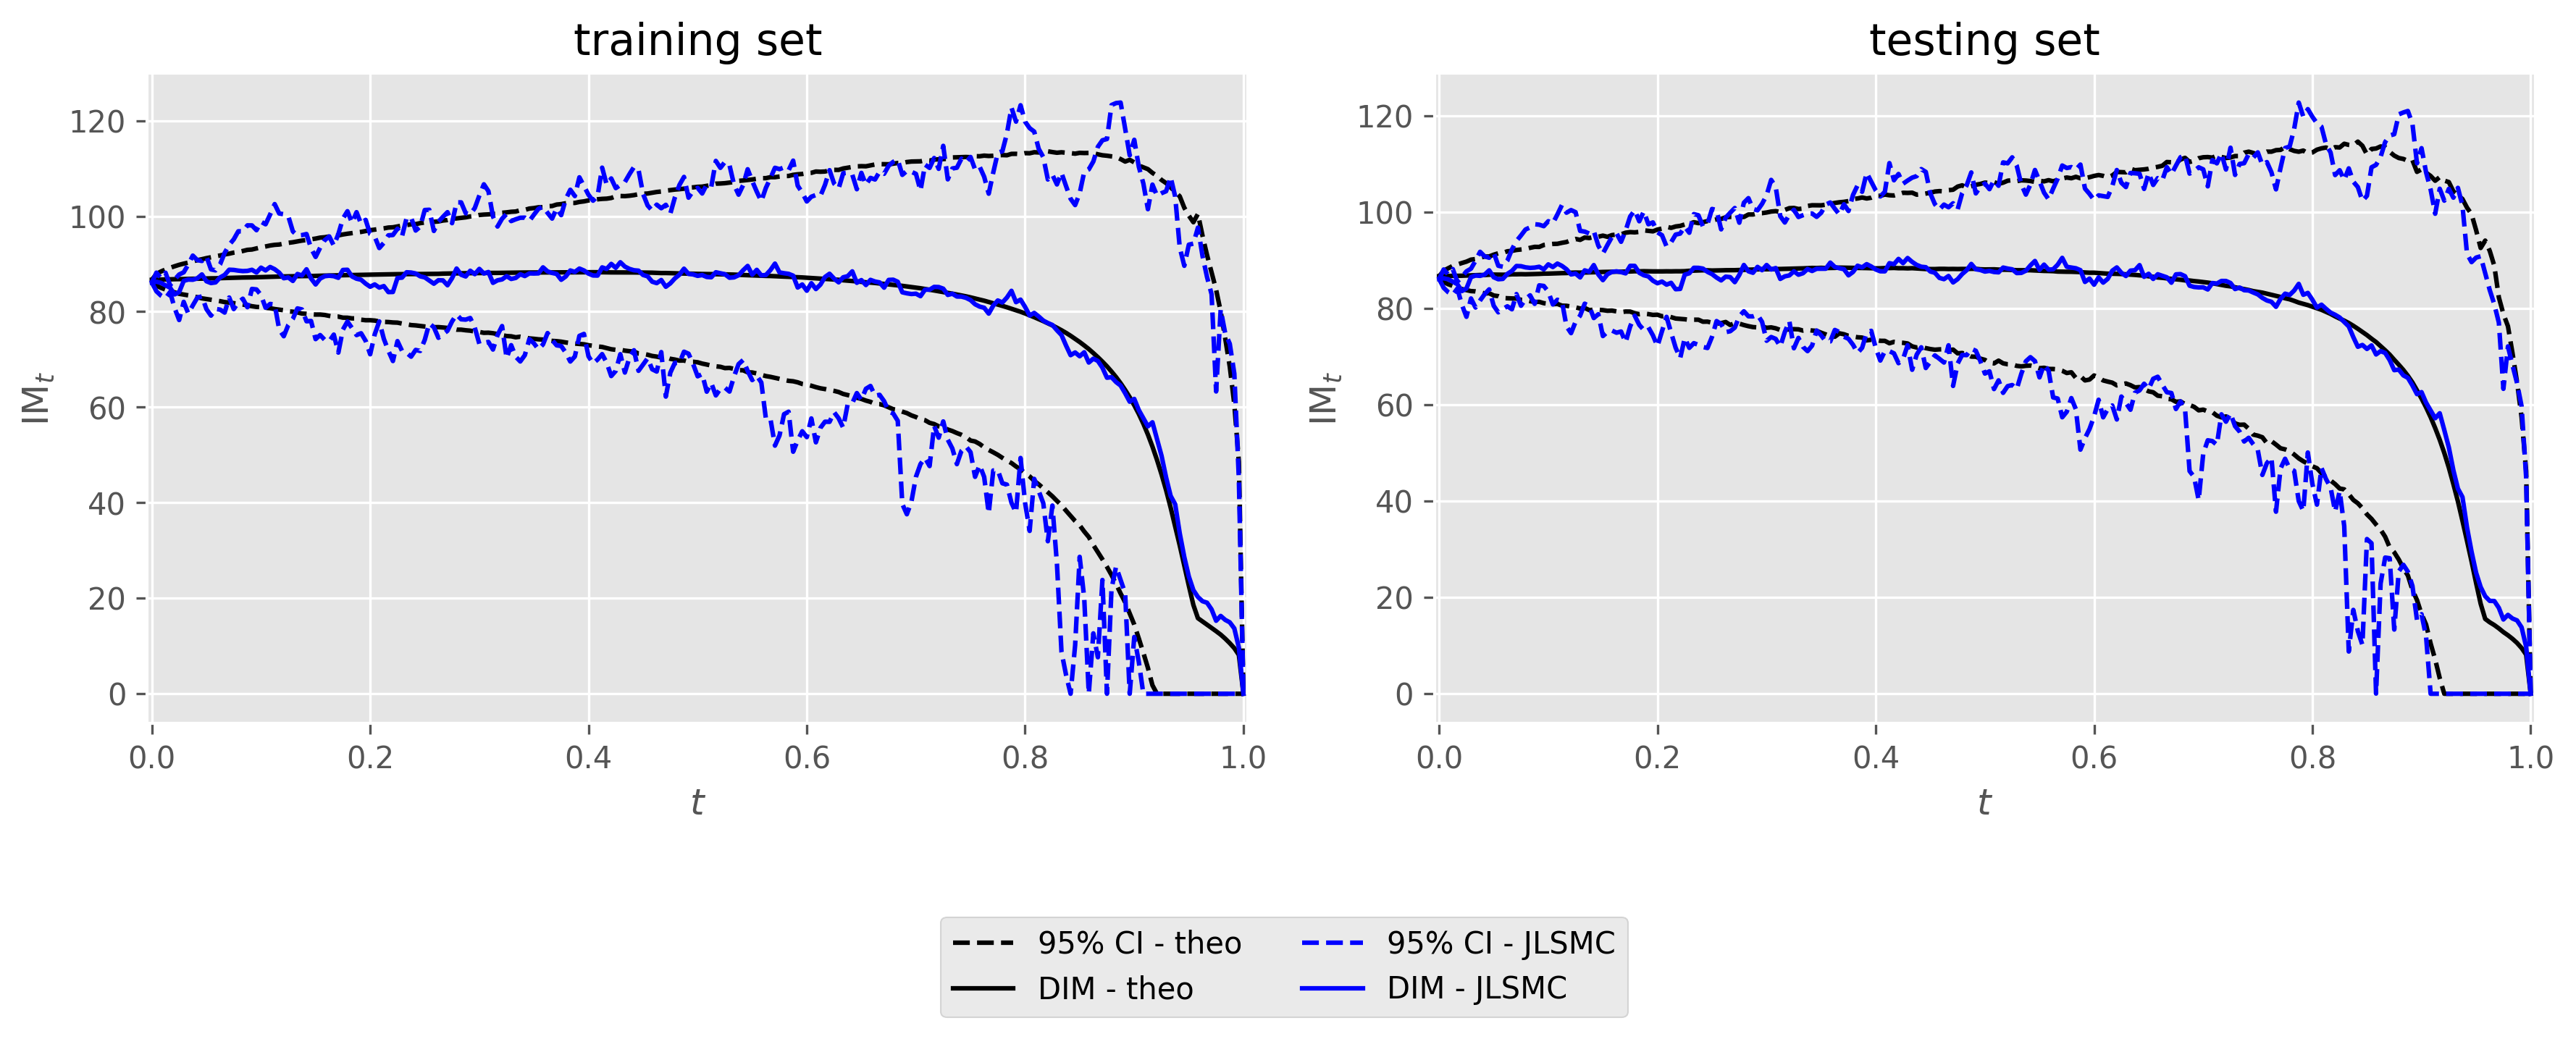 training set
testing set
120
100
80
60
40
20
0
IM_t
0.0 0.2 0.4 0.6 0.8 1.0
t
120
100
80
60
40
20
0
IM_t
0.0 0.2 0.4 0.6 0.8 1.0
t
95% CI - theo
DIM - theo
95% CI - JLSMC
DIM - JLSMC